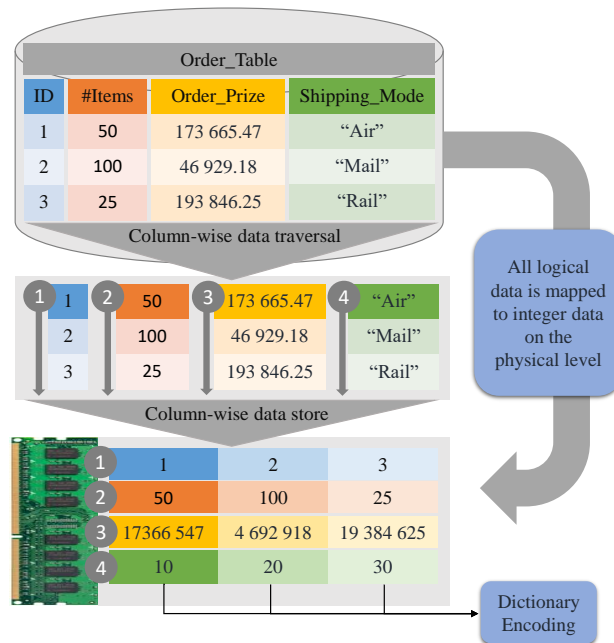 Order_Table
ID #Items Order_Prize Shipping_Mode
1 50 173 665.47 “Air”
2 100 46 929.18 “Mail”
3 25 193 846.25 “Rail”
Column-wise data traversal
All logical
data is mapped
to integer data
on the
physical level
1 2 3 4
1 50 173 665.47 “Air”
2 100 46 929.18 “Mail”
3 25 193 846.25 “Rail”
Column-wise data store
1 1 2 3
2 50 100 25
3 17366 547 4 692 918 19 384 625
4 10 20 30
Dictionary
Encoding